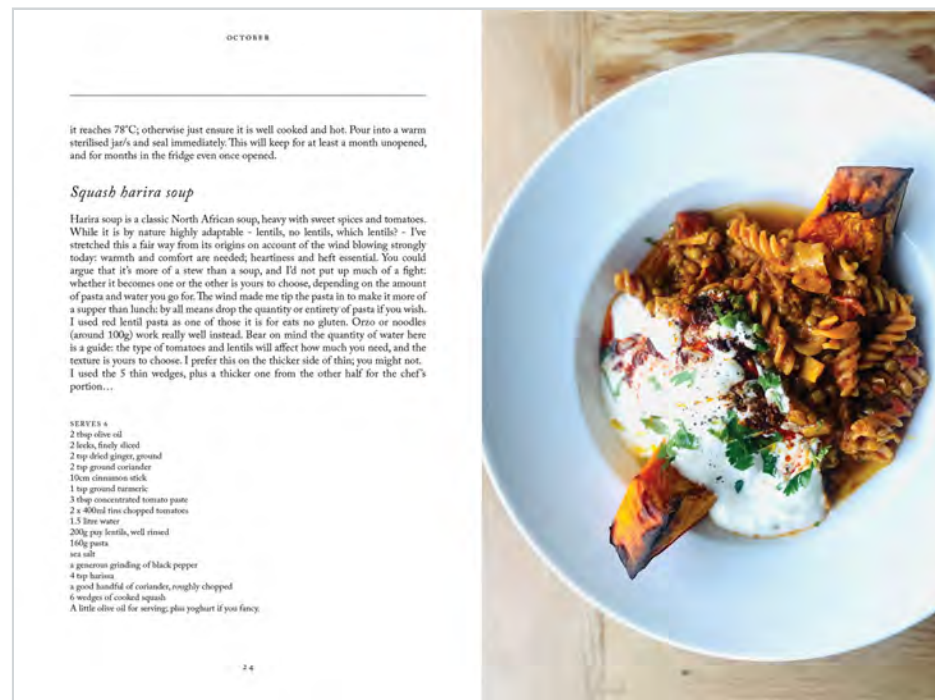 OCTOBER
it reaches 78°C; otherwise just ensure it is well cooked and hot. Pour into a warm
sterilised jar/s and seal immediately. This will keep for at least a month unopened,
and for months in the fridge even once opened.
Squash harira soup
Harira soup is a classic North African soup, heavy with sweet spices and tomatoes.
While it is by nature highly adaptable - lentils, no lentils, which lentils? - I've
stretched this a fair way from its origins on account of the wind blowing strongly
today: warmth and comfort are needed; heartiness and heft essential. You could
argue that it's more of a stew than a soup, and I'd not put up much of a fight:
whether it becomes one or the other is yours to choose, depending on the amount
of pasta and water you go for. The wind made me tip the pasta in to make it more of
a supper than lunch: by all means drop the quantity or entirety of pasta if you wish.
I used red lentil pasta as one of those it is for eats no gluten. Orzo or noodles
(around 100g) work really well instead. Bear on mind the quantity of water here
is a guide: the type of tomatoes and lentils will affect how much you need, and the
texture is yours to choose. I prefer this on the thicker side of thin; you might not.
I used the 5 thin wedges, plus a thicker one from the other half for the chef's
portion…
SERVES 6
2 tbsp olive oil
2 leeks, finely sliced
2 tsp dried ginger, ground
2 tsp ground coriander
10cm cinnamon stick
1 tsp ground turmeric
3 tbsp concentrated tomato paste
2 x 400ml tins chopped tomatoes
1.5 litre water
200g puy lentils, well rinsed
160g pasta
sea salt
a generous grinding of black pepper
4 tsp harissa
a good handful of coriander, roughly chopped
6 wedges of cooked squash
A little olive oil for serving; plus yoghurt if you fancy.
24